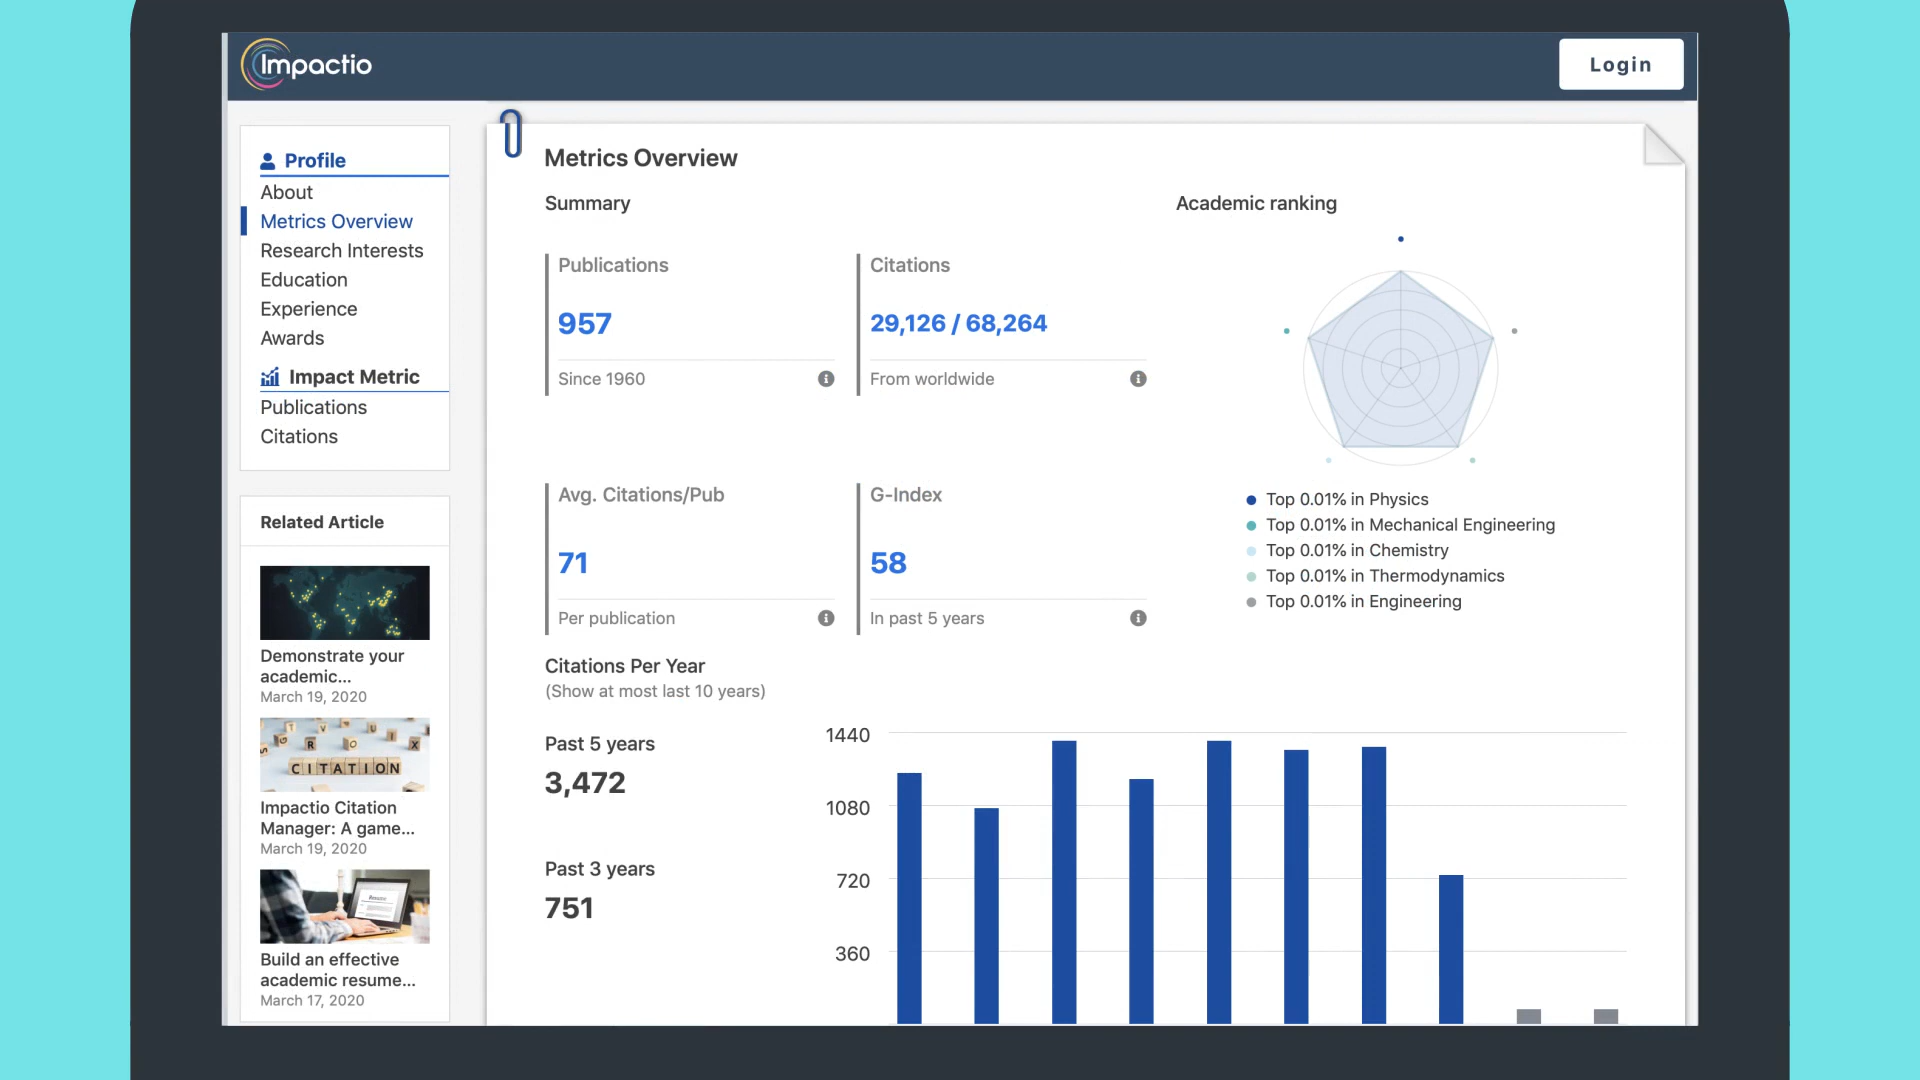 Impactio
Login
Profile
About
Metrics Overview
Research Interests
Education
Experience
Awards
Impact Metric
Publications
Citations
Related Article
Demonstrate your
academic...
March 19, 2020
CITATION
Impactio Citation
Manager: A game...
March 19, 2020
Build an effective
academic resume...
March 17, 2020
Metrics Overview
Summary
Publications
957
Since 1960
Citations
29,126 / 68,264
From worldwide
Avg. Citations/Pub
71
Per publication
G-Index
58
In past 5 years
Academic ranking
Top 0.01% in Physics
Top 0.01% in Mechanical Engineering
Top 0.01% in Chemistry
Top 0.01% in Thermodynamics
Top 0.01% in Engineering
Citations Per Year
(Show at most last 10 years)
Past 5 years
3,472
Past 3 years
751
1440
1080
720
360